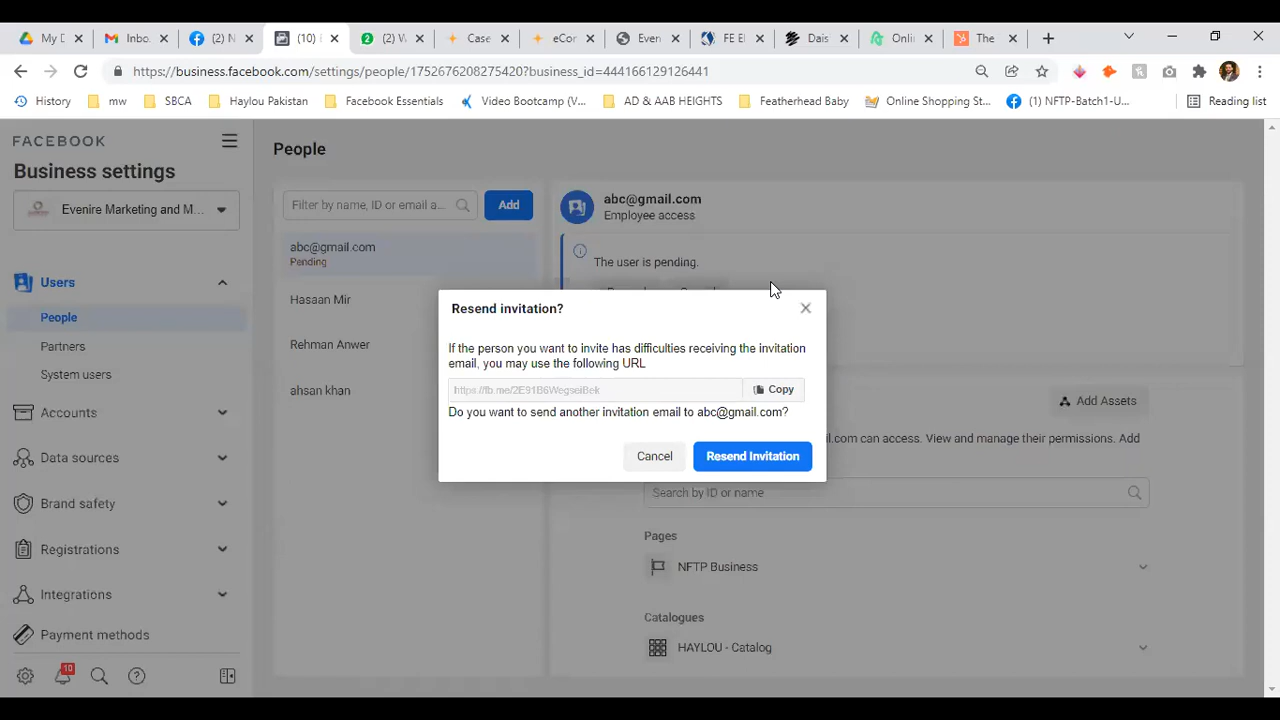 My D
Inbo
(2) N
(10)
(2) W
Case
eCor
Even
FE El
Dais
Onli
The
https://business.facebook.com/settings/people/1752676208275420?business_id=444166129126441
History
mw
SBCA
Haylou Pakistan
Facebook Essentials
Video Bootcamp (V...
AD & AAB HEIGHTS
Featherhead Baby
Online Shopping St...
(1) NFTP-Batch1-U...
Reading list
FACEBOOK
Business settings
Evenire Marketing and M...
Users
People
Partners
System users
Accounts
Data sources
Brand safety
Registrations
Integrations
Payment methods
10
People
Filter by name, ID or email a...
Add
abc@gmail.com
Pending
Hassan Mir
Rehman Anwer
ahsan khan
abc@gmail.com
Employee access
The user is pending.
Resend invitation?
If the person you want to invite has difficulties receiving the invitation
email, you may use the following URL
https://fb.me/2E91B6WegseiBek
Copy
Do you want to send another invitation email to abc@gmail.com?
Cancel
Resend Invitation
Add Assets
.com can access. View and manage their permissions. Add
Search by ID or name
Pages
NFTP Business
Catalogues
HAYLOU - Catalog